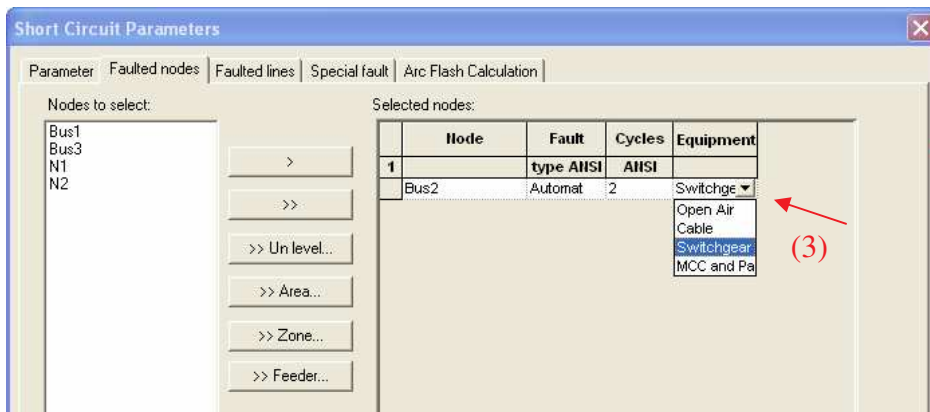 Short Circuit Parameters
Parameter Faulted nodes Faulted lines Special fault Arc Flash Calculation
Nodes to select:
Bus1
Bus3
N1
N2
>
>>
>> Un level...
>> Area...
>> Zone...
>> Feeder...
Selected nodes:
Node Fault Cycles Equipment
1 type ANSI ANSI
Bus2 Automat 2 Switchge
Open Air
Cable
Switchgear
MCC and Pa
(3)